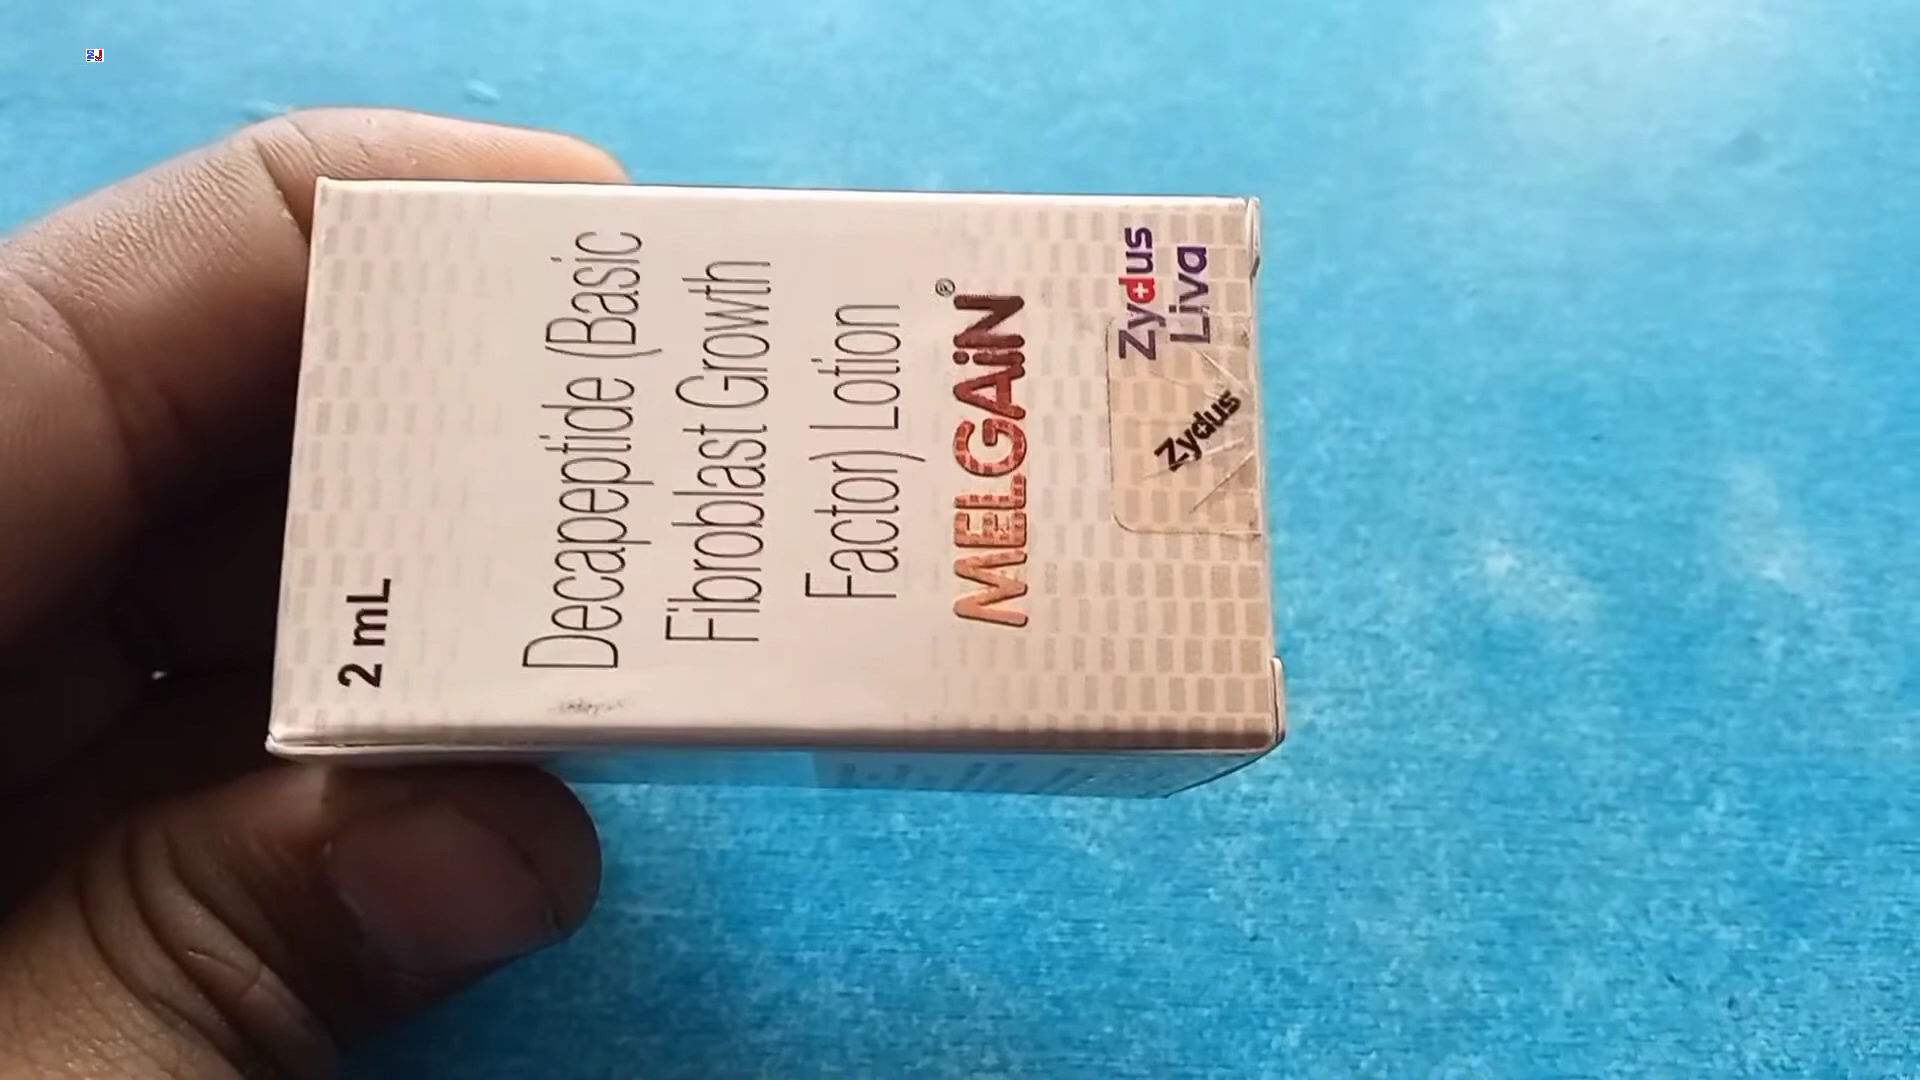 2 mL
Decapeptide (Basic
Fibroblast Growth
Factor) Lotion
MELGAiN®
Zydus
Liva
Zydus